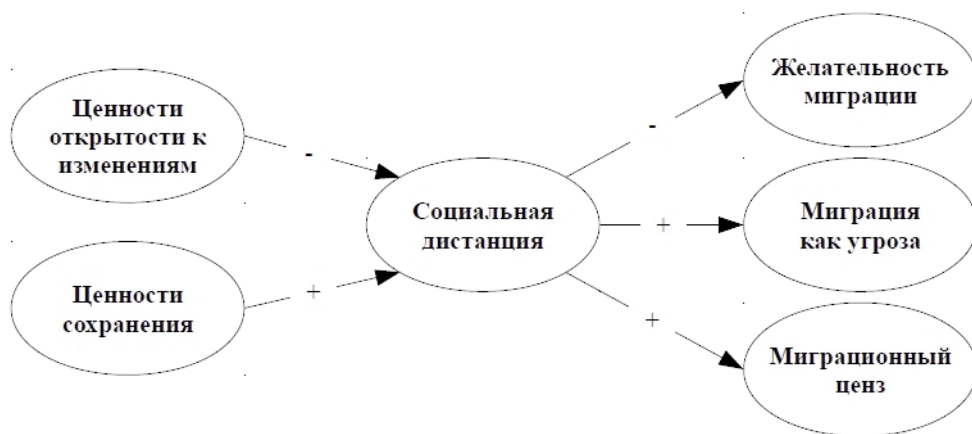 Ценности
открытости к
изменениям
-
Ценности
сохранения
+
Социальная
дистанция
-
Желательность
миграции
+
Миграция
как угроза
+
Миграционный
ценз